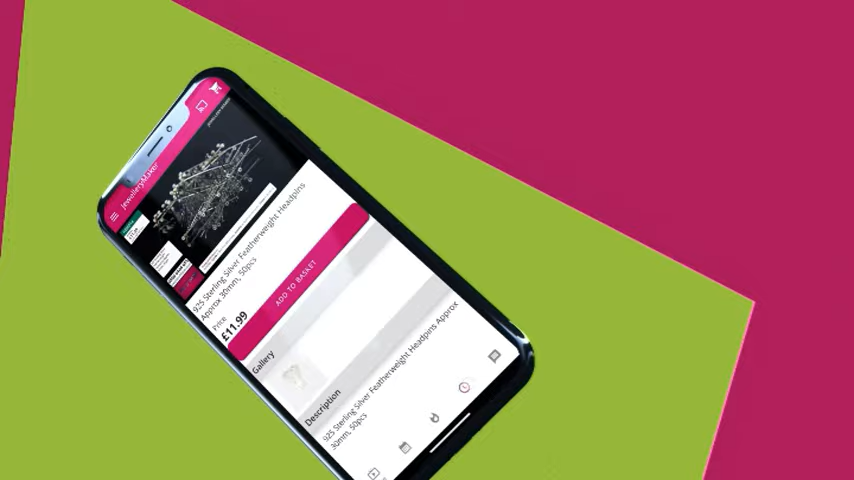 JewelleryMaker
925 Sterling Silver Featherweight Headpins
Approx 30mm, 50pcs
Price
£11.99
ADD TO BASKET
Gallery
Description
925 Sterling Silver Featherweight Headpins Approx
30mm, 50pcs